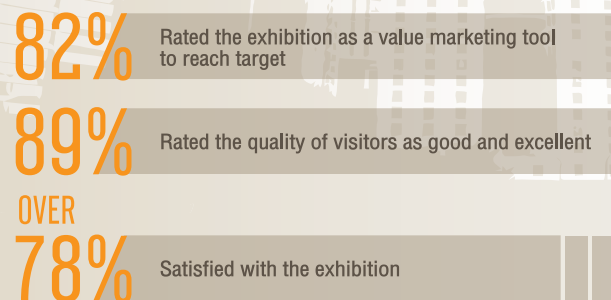 82%
Rated the exhibition as a value marketing tool
to reach target
89%
Rated the quality of visitors as good and excellent
OVER
78%
Satisfied with the exhibition